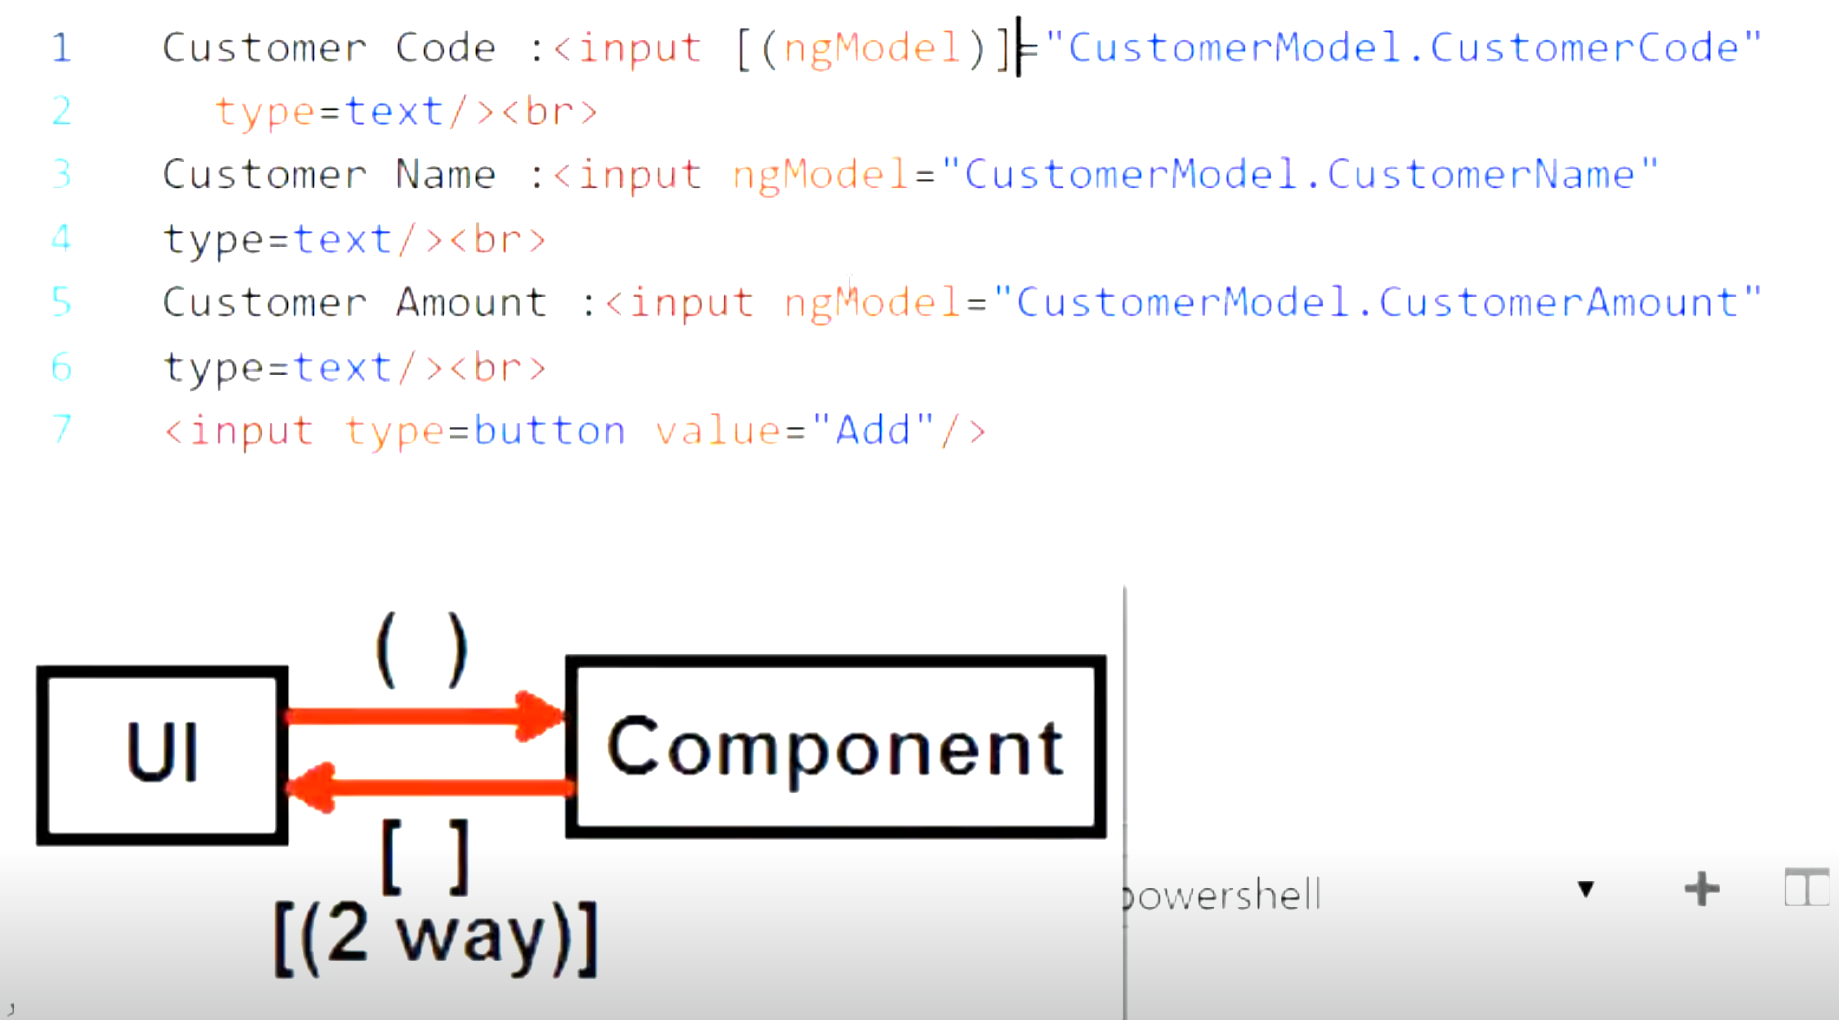 1 Customer Code :<input [(ngModel)]="CustomerModel.CustomerCode"
2 type=text/><br>
3 Customer Name :<input ngModel="CustomerModel.CustomerName"
4 type=text/><br>
5 Customer Amount :<input ngModel="CustomerModel.CustomerAmount"
6 type=text/><br>
7 <input type=button value="Add"/>
( )
UI
Component
[ ]
[(2 way)]
powershell